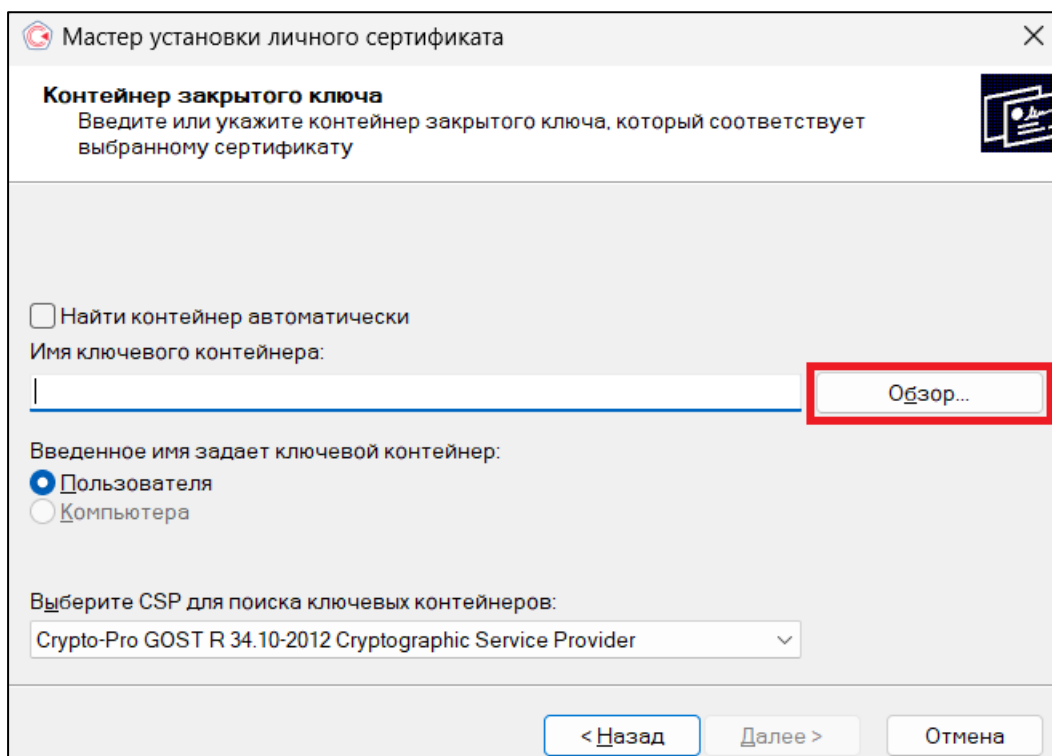 Мастер установки личного сертификата
Контейнер закрытого ключа
Введите или укажите контейнер закрытого ключа, который соответствует
выбранному сертификату
Найти контейнер автоматически
Имя ключевого контейнера:
Обзор...
Введенное имя задает ключевой контейнер:
Пользователя
Компьютера
Выберите CSP для поиска ключевых контейнеров:
Crypto-Pro GOST R 34.10-2012 Cryptographic Service Provider
< Назад
Далее >
Отмена